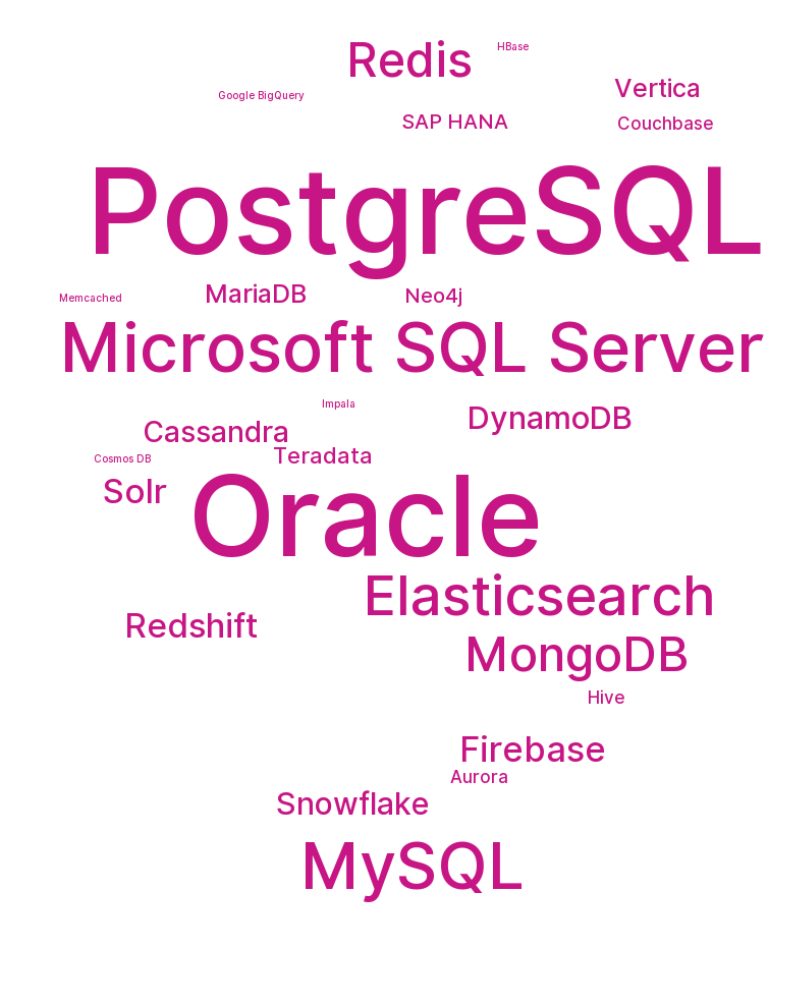 Redis
HBase
Vertica
Google BigQuery
SAP HANA
Couchbase
PostgreSQL
MariaDB
Neo4j
Memcached
Microsoft SQL Server
Impala
DynamoDB
Cassandra
Teradata
Cosmos DB
Solr
Oracle
Elasticsearch
Redshift
MongoDB
Hive
Firebase
Aurora
Snowflake
MySQL